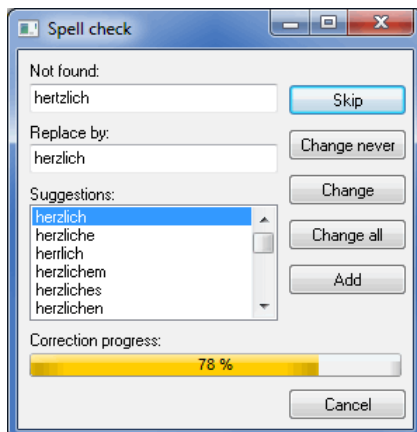 Spell check
Not found:
hertzlich
Skip
Replace by:
Change never
herzlich
Change
Suggestions:
herzlich
herzliche
Change all
herrlich
herzlichem
Add
herzliches
herzlichen
Correction progress:
78 %
Cancel